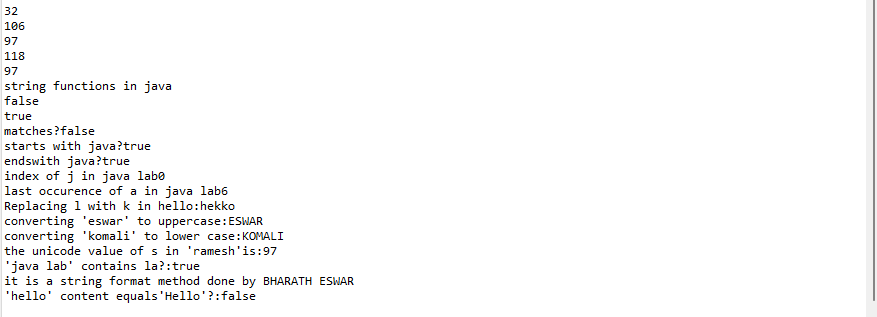 32
106
97
118
97
string functions in java
false
true
matches?false
starts with java?true
endswith java?true
index of j in java lab0
last occurence of a in java lab6
Replacing l with k in hello:hekko
converting 'eswar' to uppercase:ESWAR
converting 'komali' to lower case:KOMALI
the unicode value of s in 'ramesh'is:97
'java lab' contains la?:true
it is a string format method done by BHARATH ESWAR
'hello' content equals'Hello'?:false